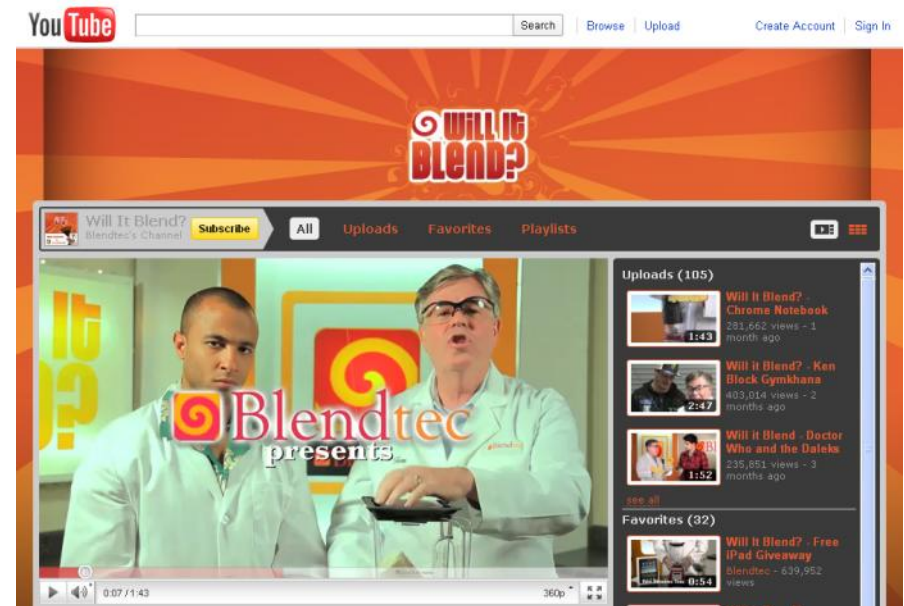 You Tube
Search
Browse
Upload
Create Account
Sign In
WiLL It
BLenD?
Will It Blend?
Blendtec's Channel
Subscribe
All
Uploads
Favorites
Playlists
Blendtec
presents
Uploads (105)
Will It Blend? -
Chrome Notebook
281,662 views - 1
month ago
1:43
Will it Blend? - Ken
Block Gymkhana
403,014 views - 2
months ago
2:47
Will it Blend - Doctor
Who and the Daleks
235,851 views - 3
months ago
1:52
see all
Favorites (32)
Will It Blend? - Free
iPad Giveaway
Blendtec - 639,952
views
0:54
0:07 / 1:43
360p